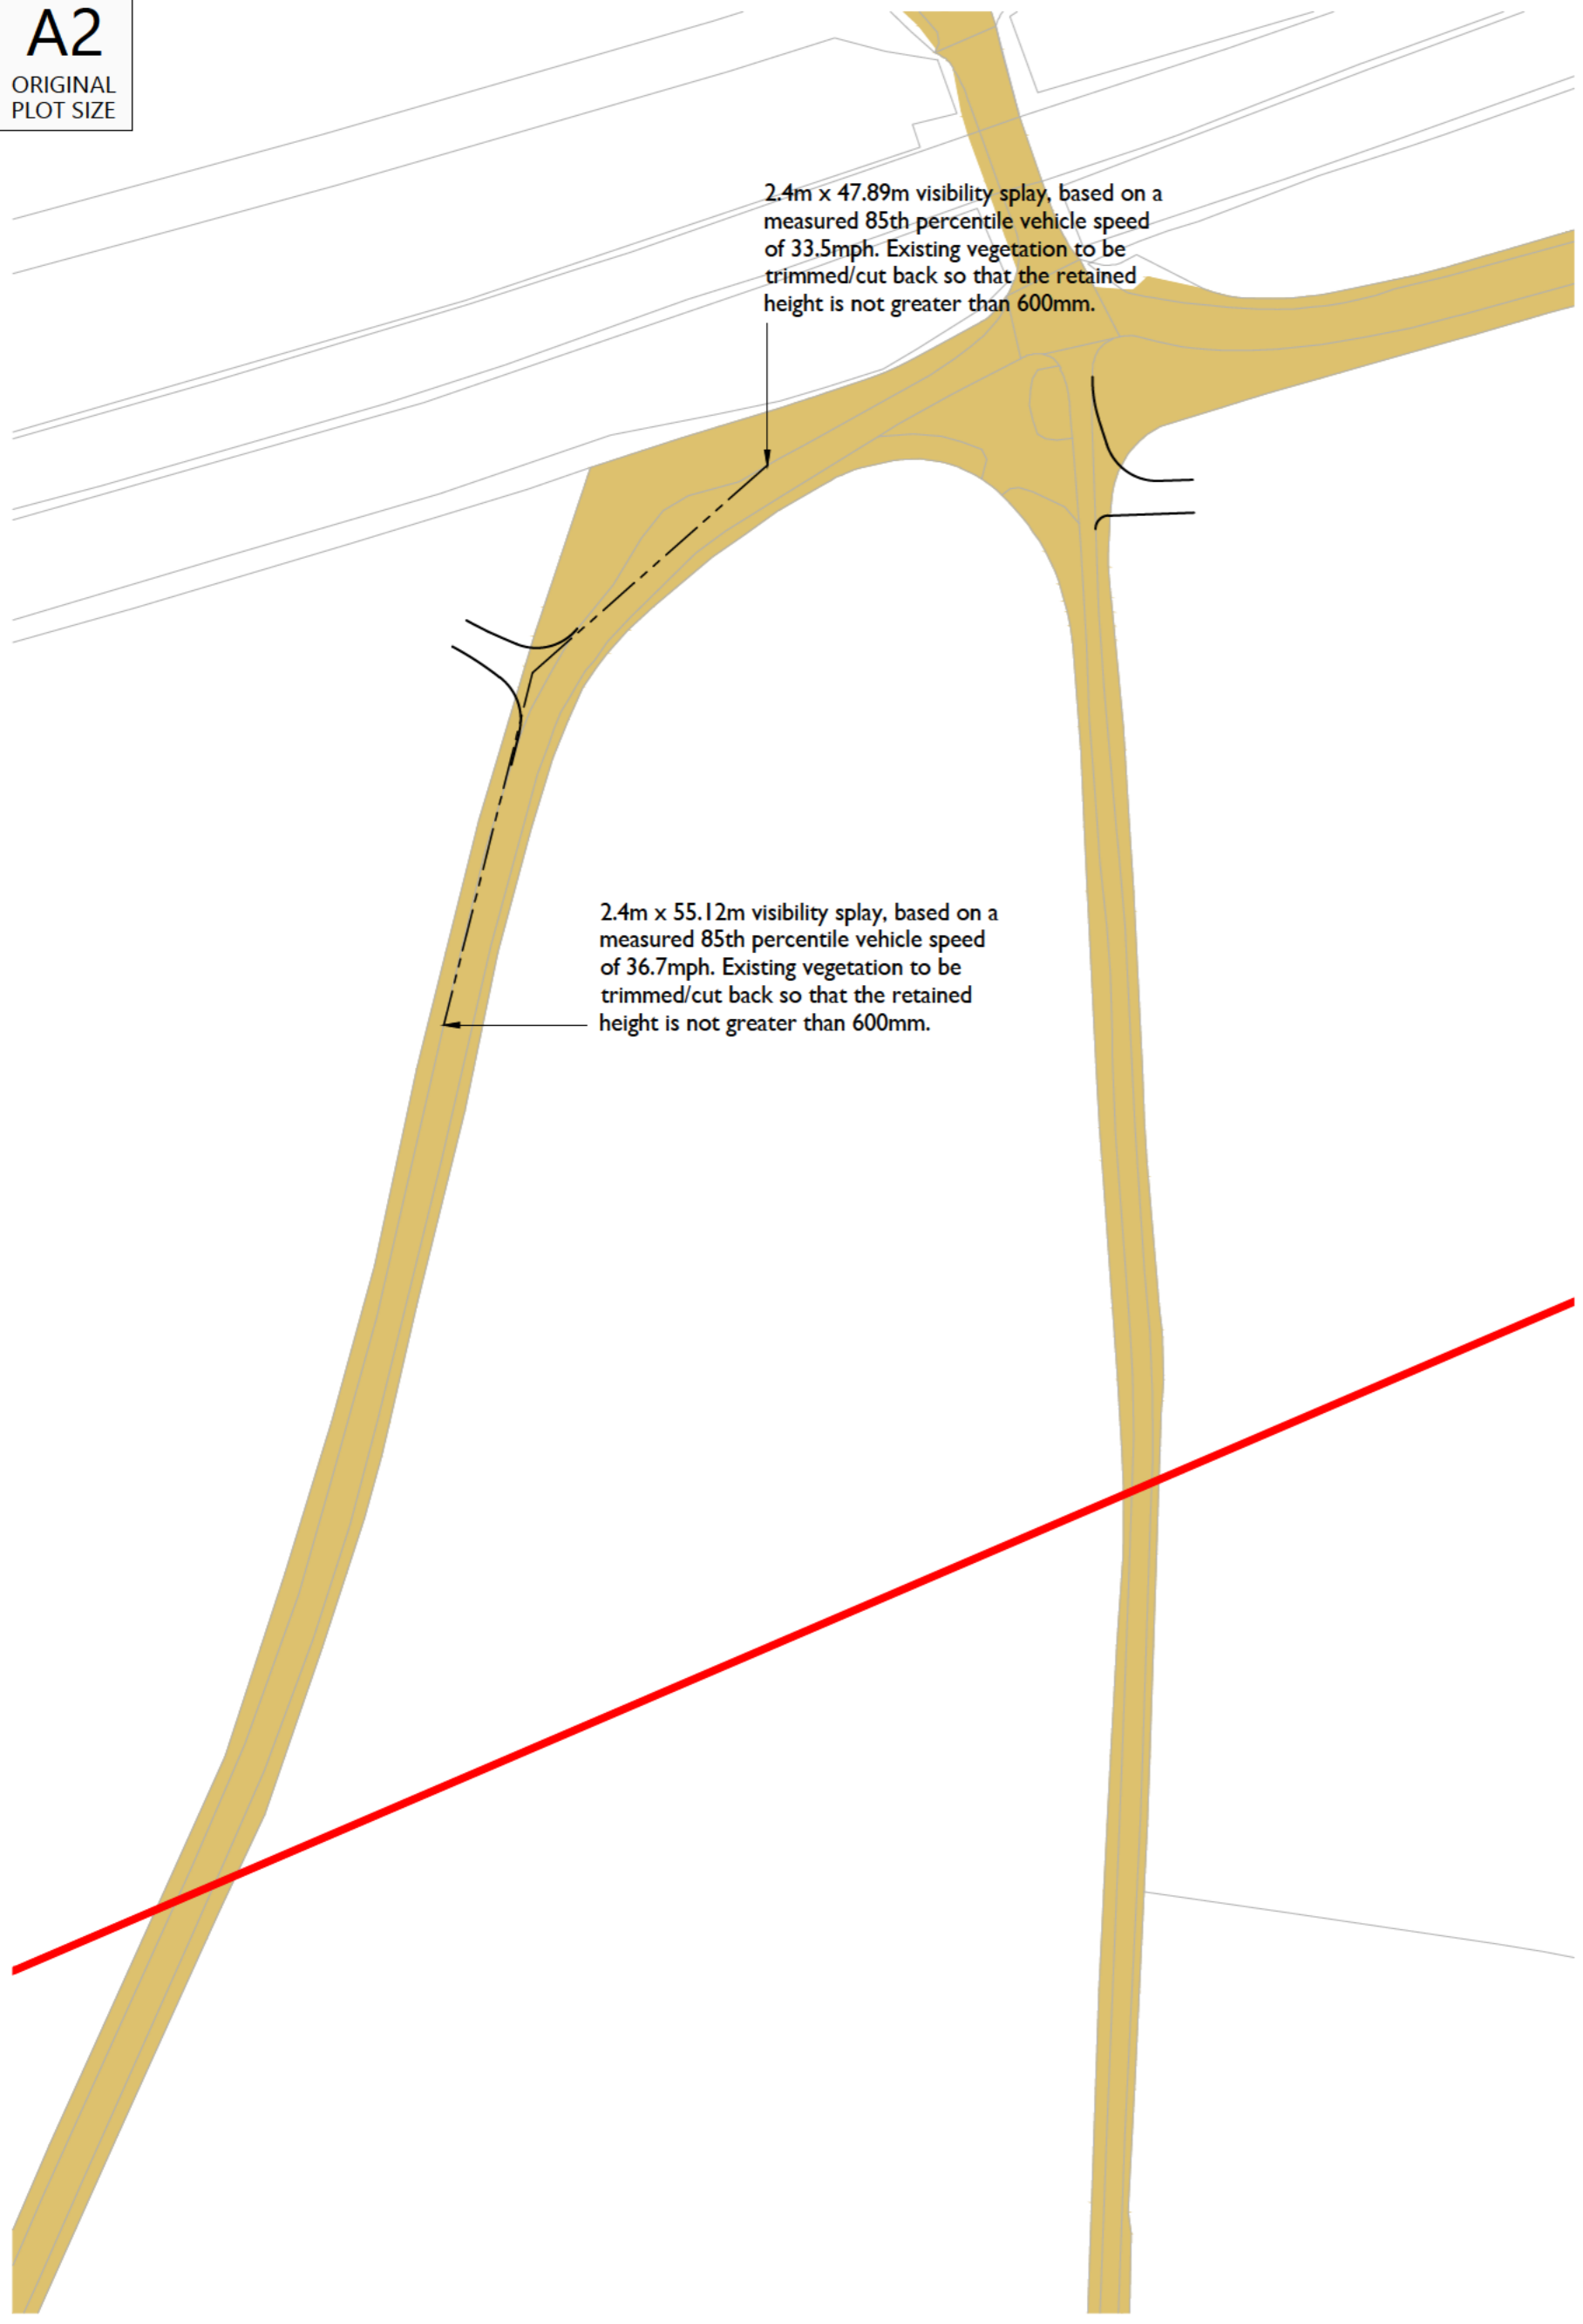 A2
ORIGINAL
PLOT SIZE
2.4m x 47.89m visibility splay, based on a
measured 85th percentile vehicle speed
of 33.5mph. Existing vegetation to be
trimmed/cut back so that the retained
height is not greater than 600mm.
2.4m x 55.12m visibility splay, based on a
measured 85th percentile vehicle speed
of 36.7mph. Existing vegetation to be
trimmed/cut back so that the retained
height is not greater than 600mm.